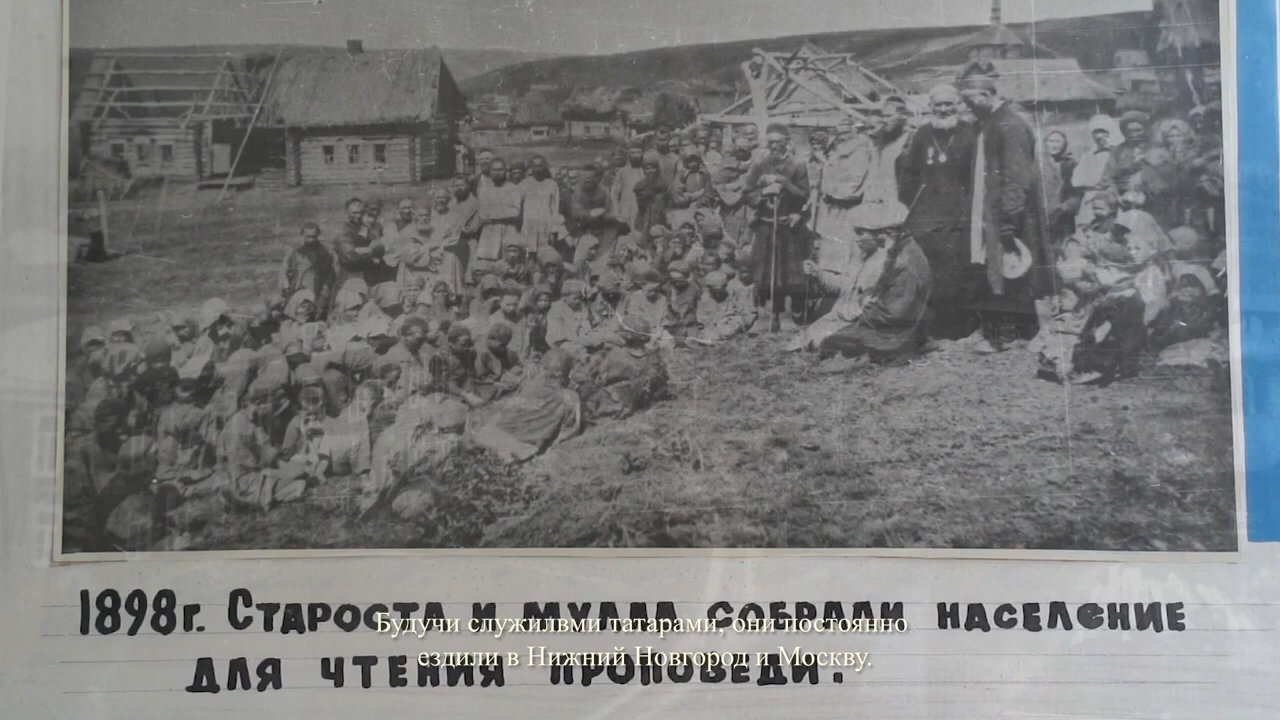 1898г. Староста и мулла собрали население
для чтения проповеди.
Будучи служилвми татарами, они постоянно
ездили в Нижний Новгород и Москву.